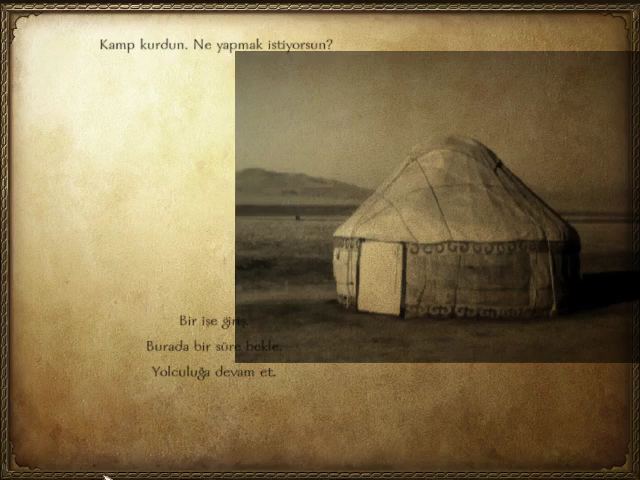 Kamp kurdun. Ne yapmak istiyorsun?
Bir işe giriş.
Burada bir süre bekle.
Yolculuğa devam et.